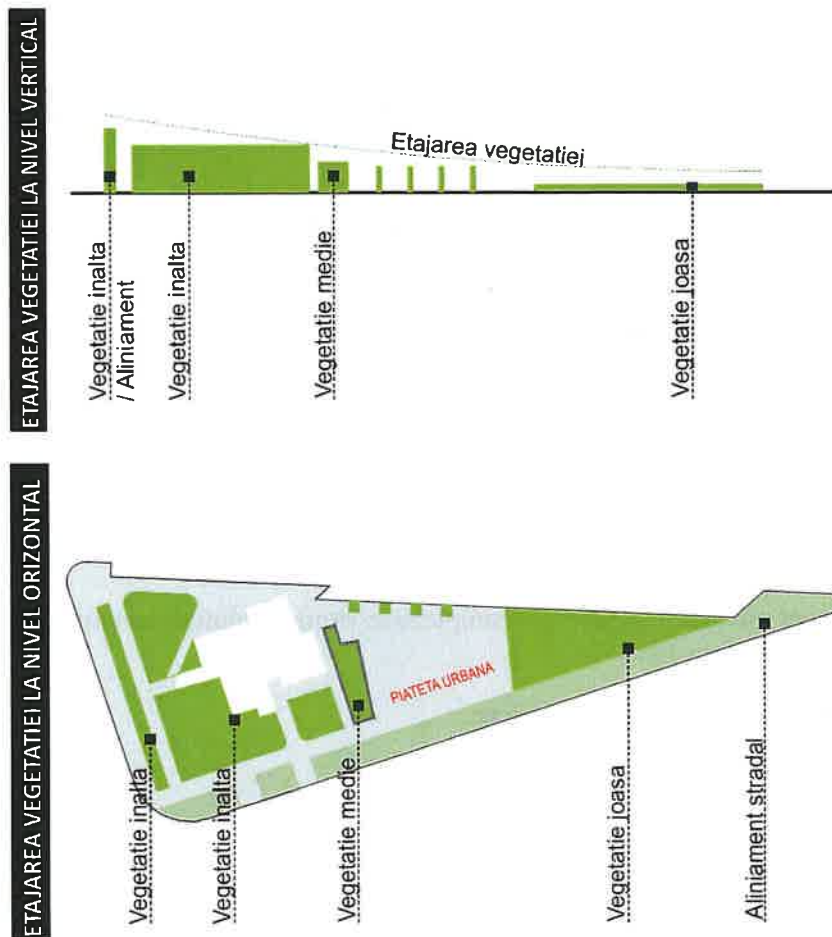 ETAJAREA VEGETATIEI LA NIVEL VERTICAL
Etajarea vegetatiei
Vegetatie inalta
/ Aliniament
Vegetatie inalta
Vegetatie medie
Vegetatie joasa
ETAJAREA VEGETATIEI LA NIVEL ORIZONTAL
PIATETA URBANA
Vegetatie inalta
Vegetatie inalta
Vegetatie medie
Vegetatie joasa
Aliniament stradal